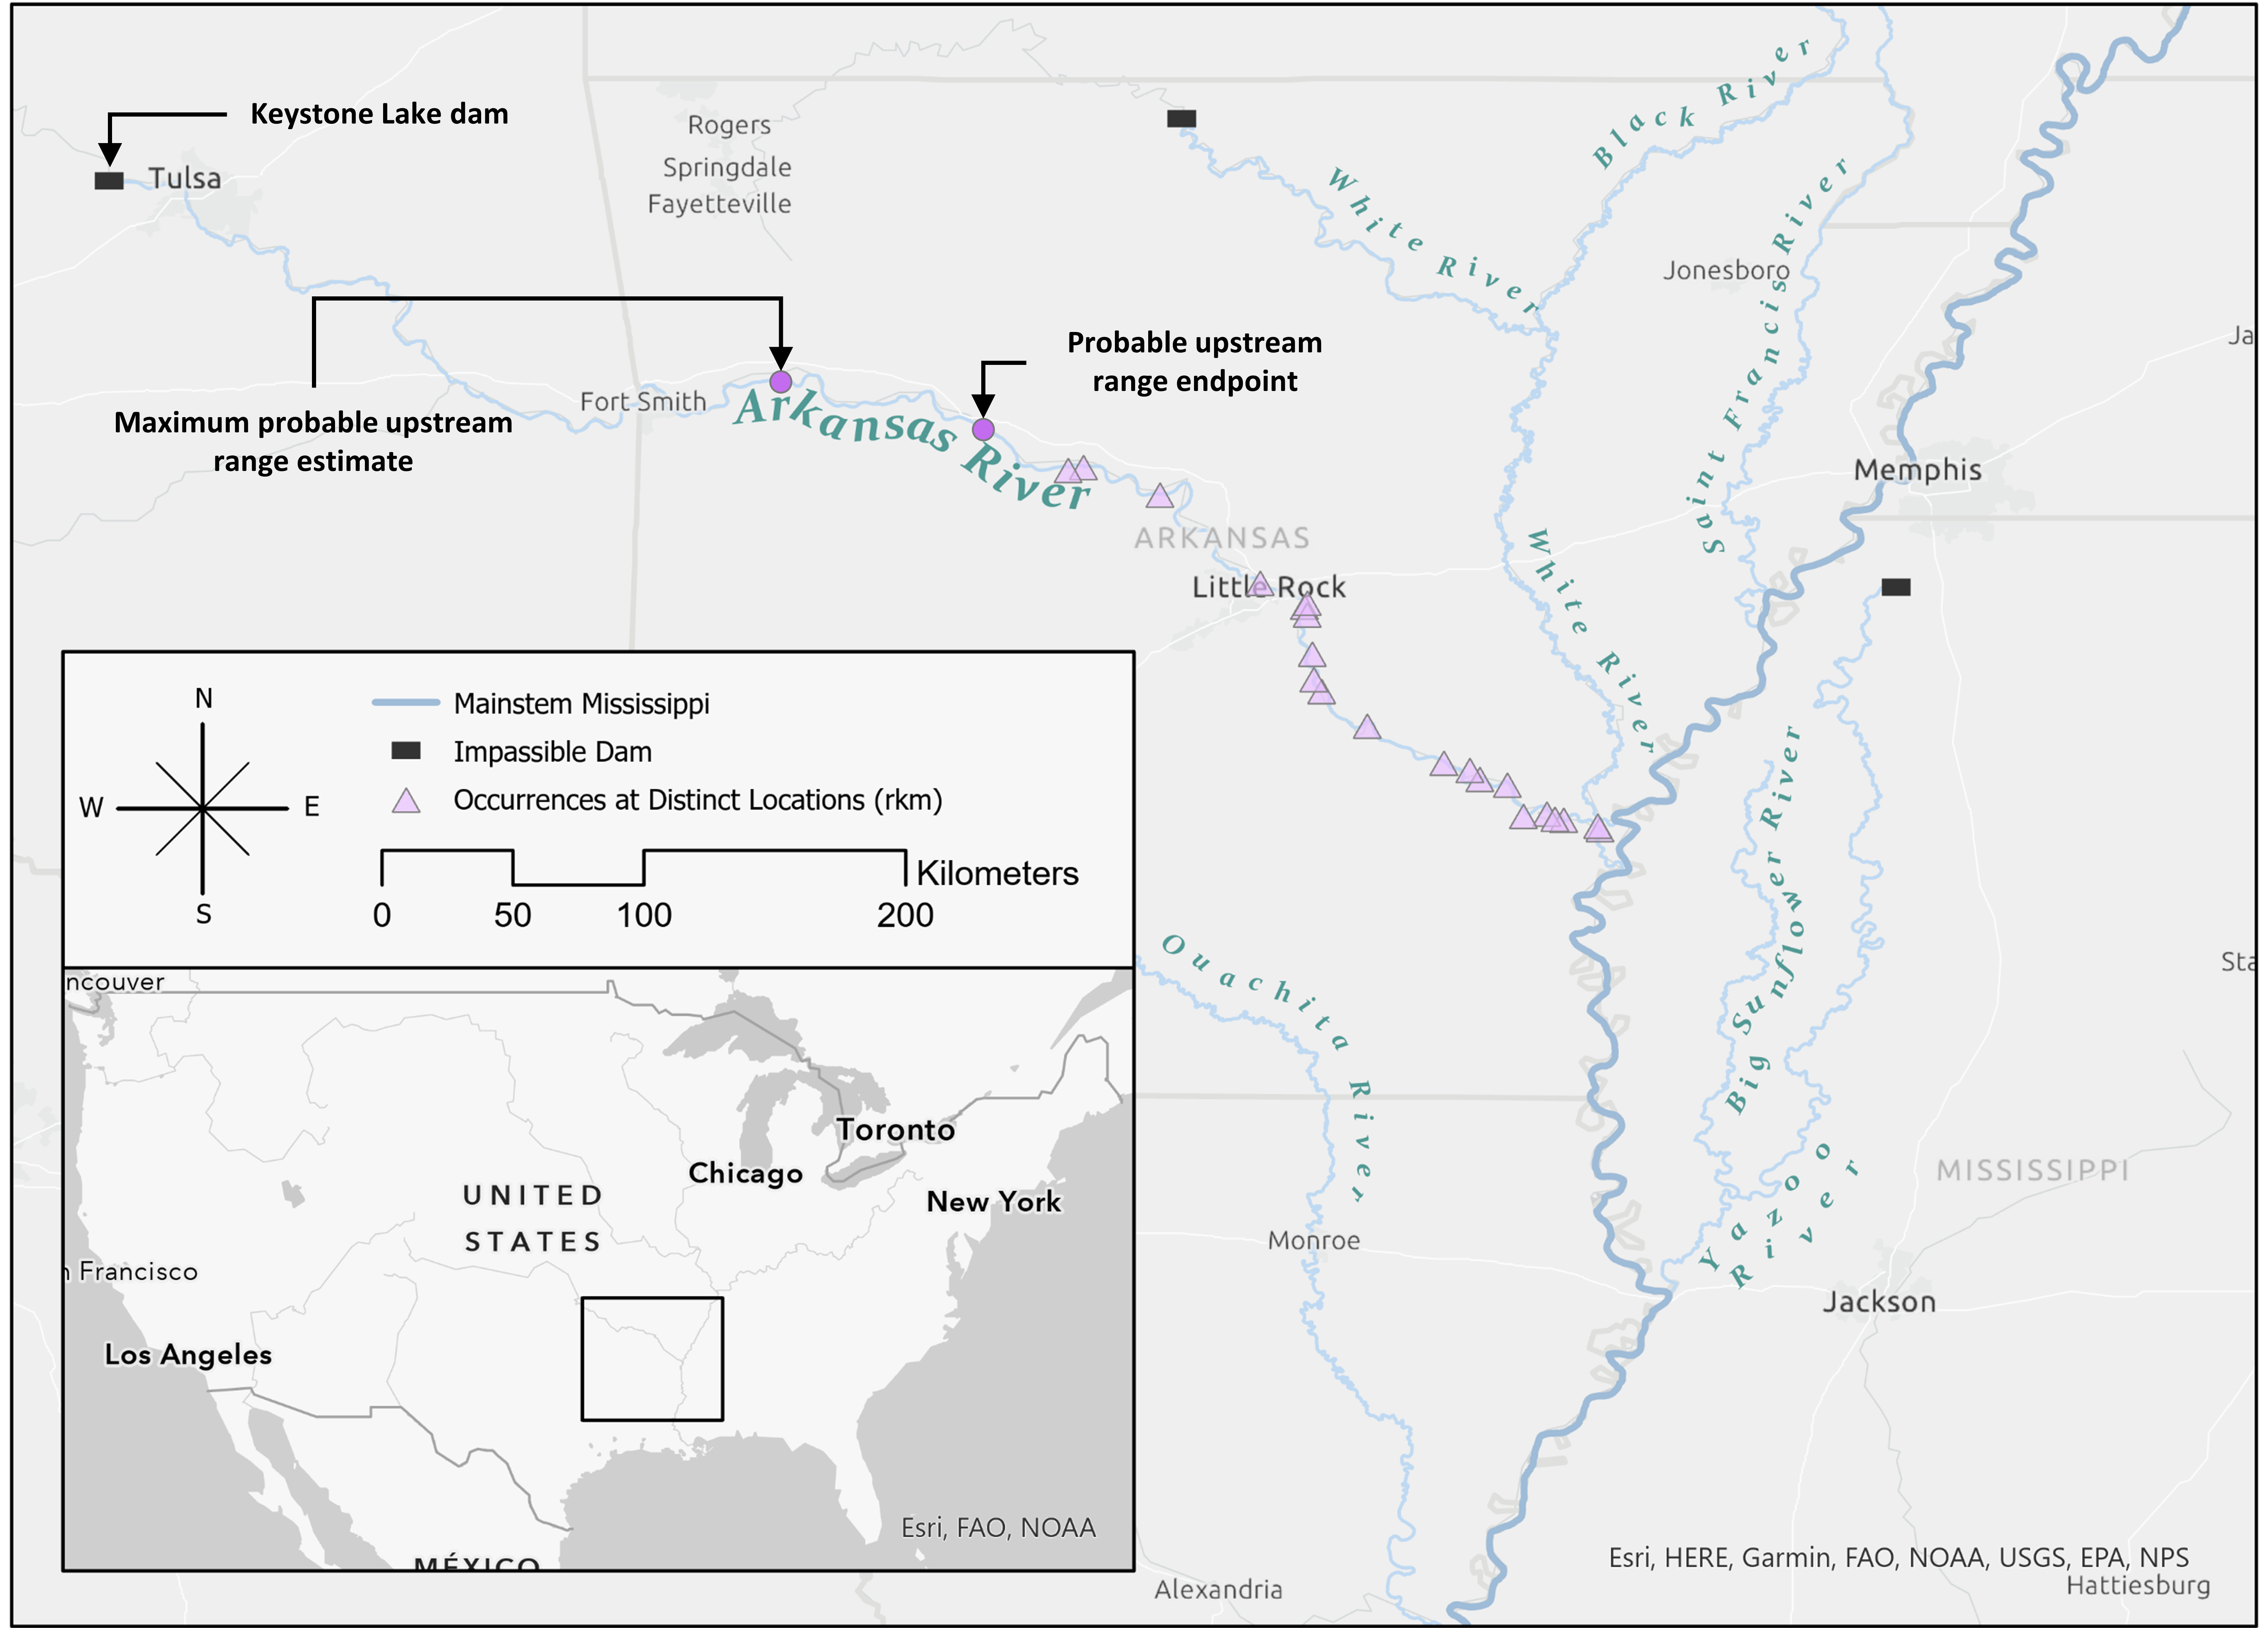 Keystone Lake dam
Tulsa
Rogers
Springdale
Fayetteville
White River
Black River
Saint Francis River
Jonesboro
Ja
Probable upstream
range endpoint
Fort Smith
Maximum probable upstream
range estimate
Arkansas River
Memphis
ARKANSAS
Little Rock
White River
N
W
E
S
Mainstem Mississippi
Impassible Dam
Occurrences at Distinct Locations (rkm)
Kilometers
0 50 100 200
Big Sunflower River
Ouachita River
Sta
Yazoo
River
MISSISSIPPI
Monroe
Jackson
ncouver
Toronto
Chicago
New York
UNITED
STATES
n Francisco
Los Angeles
MÉXICO
Esri, FAO, NOAA
Esri, HERE, Garmin, FAO, NOAA, USGS, EPA, NPS
Alexandria
Hattiesburg